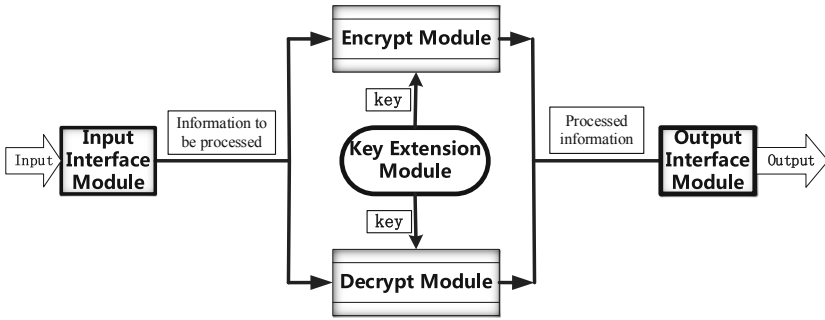 Encrypt Module
key
Information to
be processed
Processed
information
Input
Input
Interface
Module
Key Extension
Module
Output
Interface
Module
Output
key
Decrypt Module